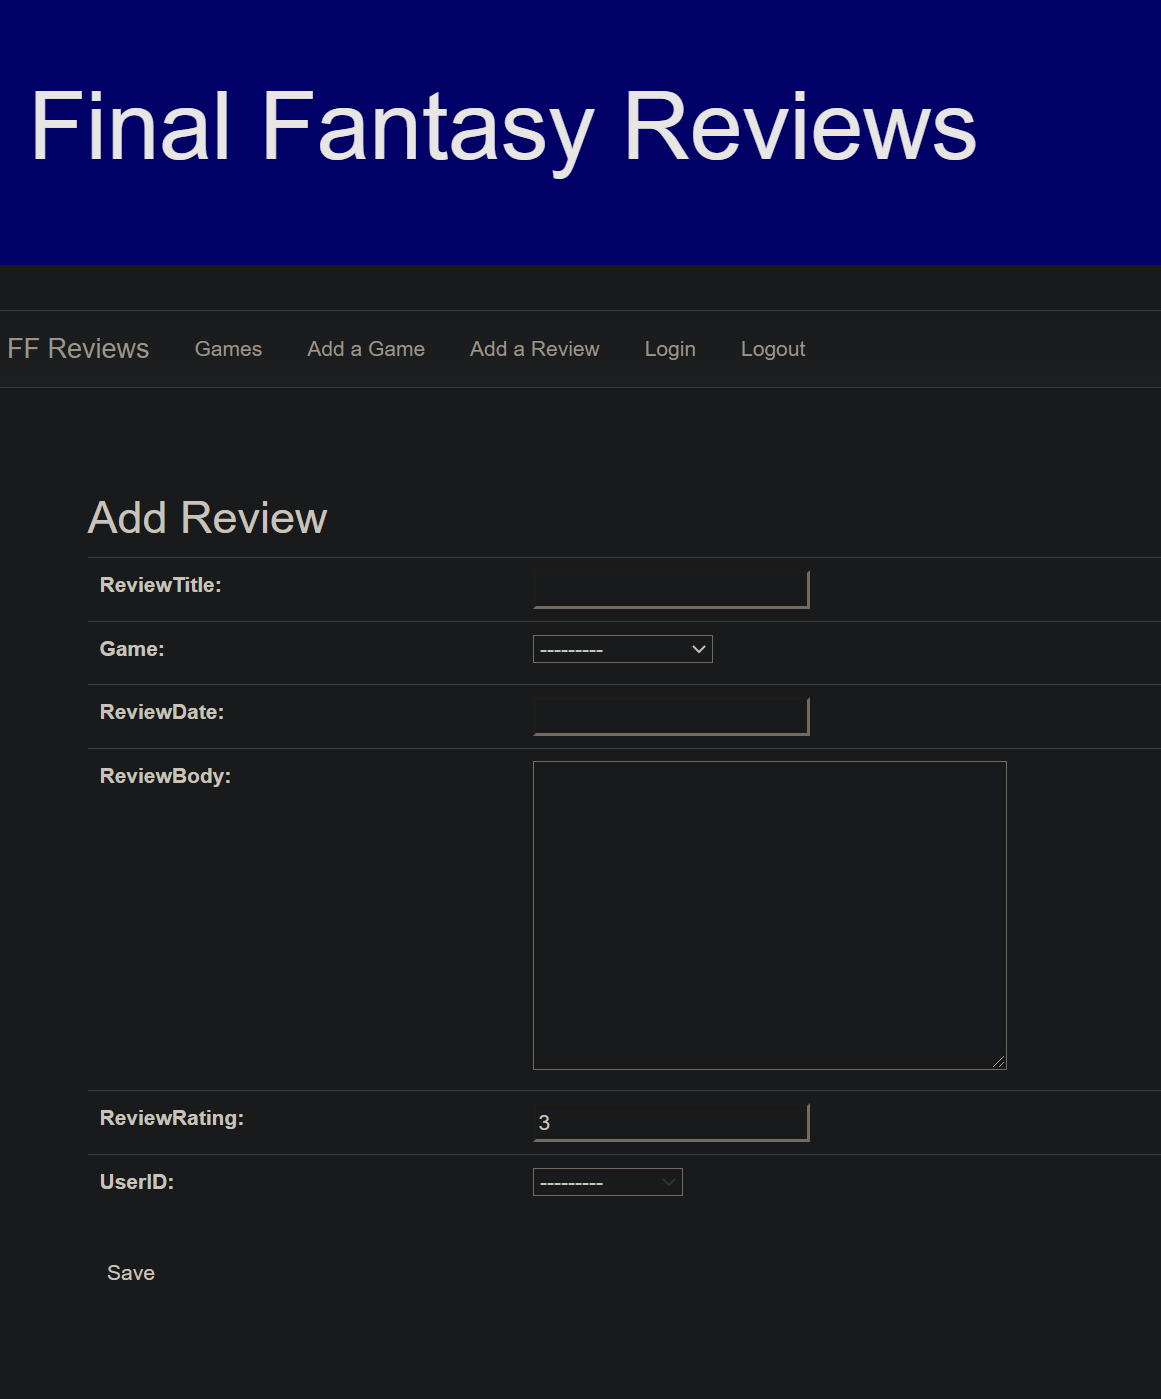 Final Fantasy Reviews
FF Reviews Games Add a Game Add a Review Login Logout
Add Review
ReviewTitle:
Game: ---------
ReviewDate:
ReviewBody:
ReviewRating: 3
UserID: ---------
Save